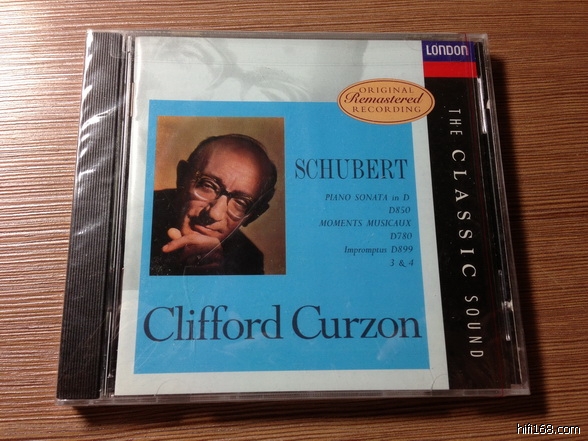 LONDON
ORIGINAL
Remastered
RECORDING
THE CLASSIC SOUND
SCHUBERT
PIANO SONATA in D
D850
MOMENTS MUSICAUX
D780
Impromptus D899
3 & 4
Clifford Curzon
hifi168.com